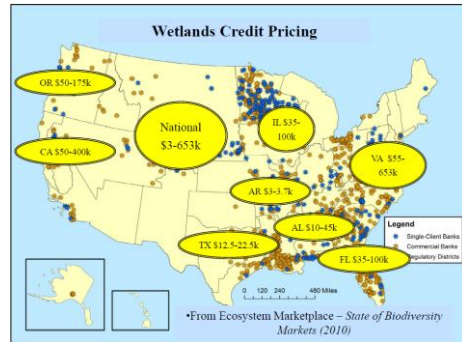 Wetlands Credit Pricing
OR $50-175k
National
$3-653k
IL $35-
100k
CA $50-400k
VA $55-
653k
AR $3-3.7k
AL $10-45k
TX $12.5-22.5k
FL $35-100k
Legend
Single-Client Banks
Commercial Banks
Regulatory Districts
0 120 240 480 Miles
•From Ecosystem Marketplace – State of Biodiversity
Markets (2010)